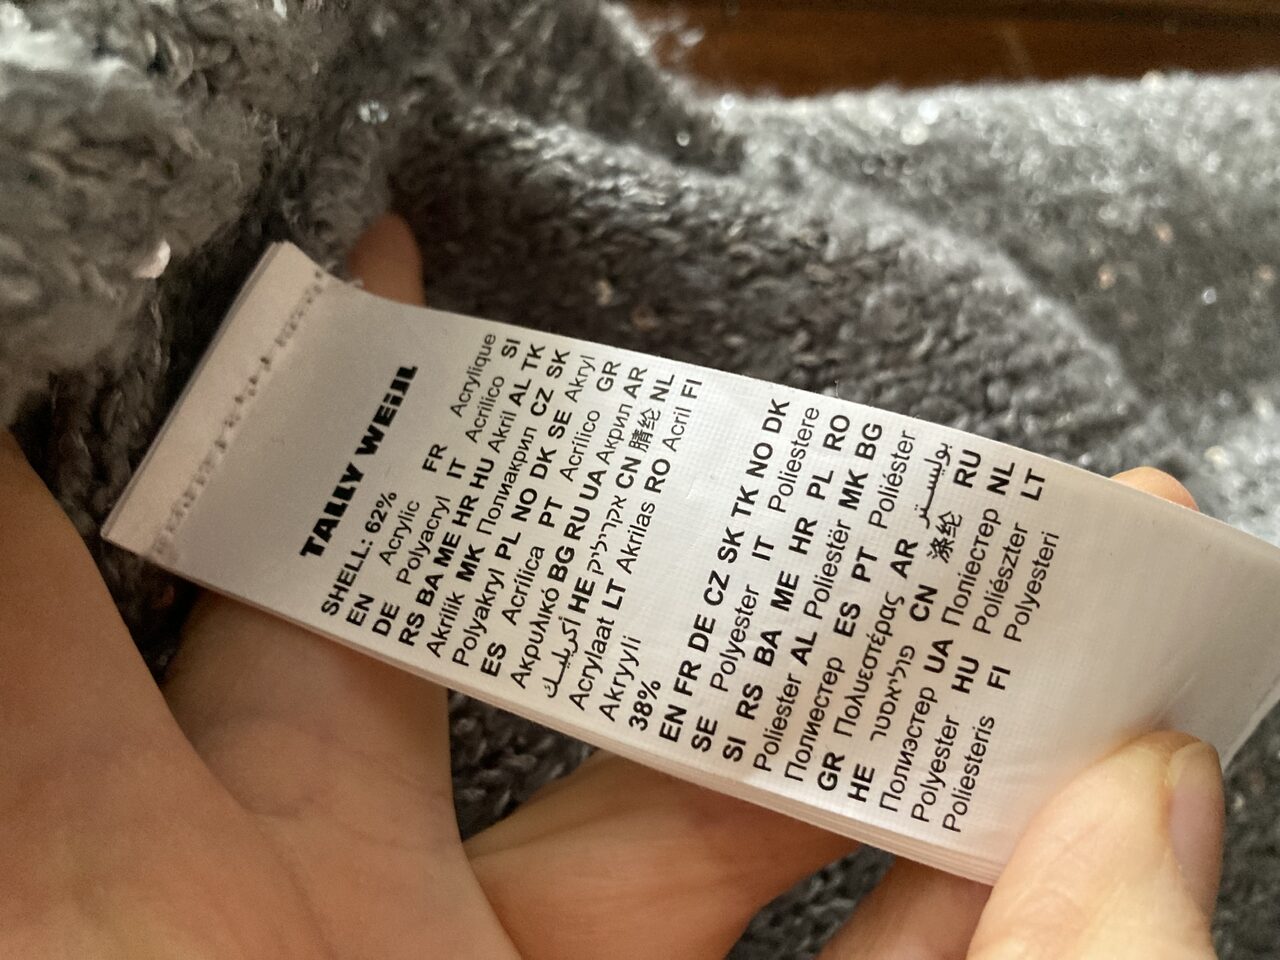 TALLY WEiJL
SHELL: 62%
EN Acrylic FR Acrylique
DE Polyacryl IT Acrilico SI
RS BA ME HR HU Akril AL TK
Akrilik MK Полиакрил CZ SK
Polyakryl PL NO DK SE Akryl
ES Acrílica PT Acrílico GR
Ακρυλικό BG RU UA Акрил AR
أكريليك HE אקריליק CN 腈纶 NL
Acrylaat LT Akrilas RO Acril FI
Akryyli
38%
EN FR DE CZ SK TK NO DK
SE Polyester IT Poliestere
SI RS BA ME HR PL RO
Poliester AL Poliestër MK BG
Полиестер ES PT Poliéster
GR Πολυεστέρας AR بوليستر
HE פוליאסטר CN 涤纶 RU
Полиэстер UA Поліестер NL
Polyester HU Poliészter LT
Poliesteris FI Polyesteri